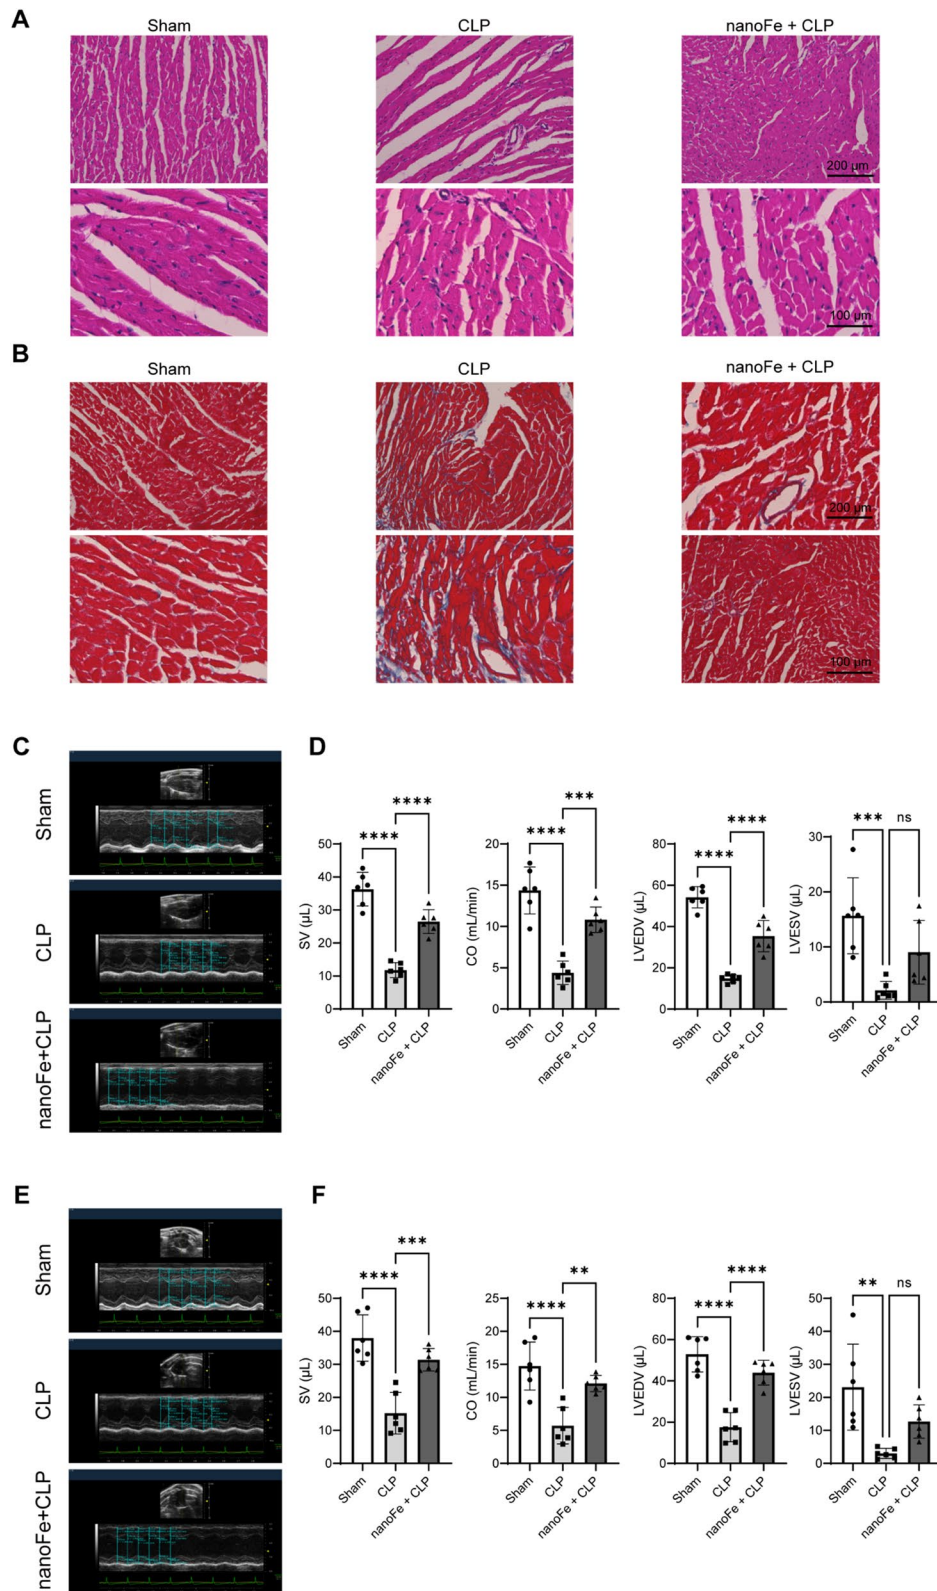 A
Sham
CLP
nanoFe + CLP
200 µm
100 µm
B
Sham
CLP
nanoFe + CLP
200 µm
100 µm
C
Sham
CLP
nanoFe+CLP
D
SV (µL)
50
40
30
20
10
0
****
****
Sham
CLP
nanoFe + CLP
CO (mL/min)
20
15
10
5
0
****
***
Sham
CLP
nanoFe + CLP
LVEDV (µL)
80
60
40
20
0
****
****
Sham
CLP
nanoFe + CLP
LVESV (µL)
30
20
10
0
***
ns
Sham
CLP
nanoFe + CLP
E
Sham
CLP
nanoFe+CLP
F
SV (µL)
50
40
30
20
10
0
****
***
Sham
CLP
nanoFe + CLP
CO (mL/min)
25
20
15
10
5
0
****
**
Sham
CLP
nanoFe + CLP
LVEDV (µL)
80
60
40
20
0
****
****
Sham
CLP
nanoFe + CLP
LVESV (µL)
50
40
30
20
10
0
**
ns
Sham
CLP
nanoFe + CLP